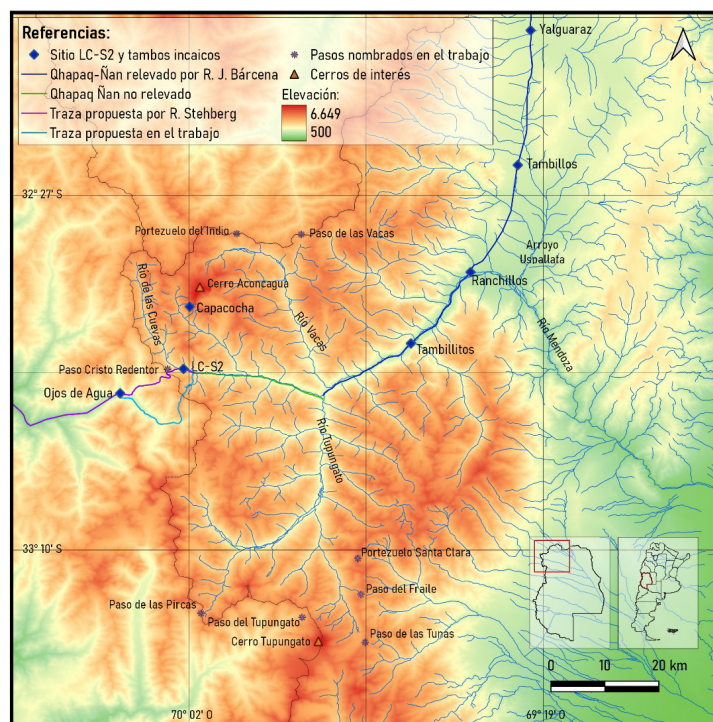 Referencias:
Sitio LC-S2 y tambos incaicos
Qhapaq-Ñan relevado por R. J. Bárcena
Qhapaq Ñan no relevado
Traza propuesta por R. Stehberg
Traza propuesta en el trabajo
Pasos nombrados en el trabajo
Cerros de interés
Elevación:
6.649
500
Yalguaraz
Tambillos
32° 27' S
Portezuelo del Indio
Paso de las Vacas
Arroyo
Uspallata
Ranchillos
Río de las Cuevas
Cerro Aconcagua
Capacocha
Río Vacas
Río Mendoza
Tambillitos
Paso Cristo Redentor
LC-S2
Ojos de Agua
Río Tupungato
33° 10' S
Portezuelo Santa Clara
Paso del Fraile
Paso de las Pircas
Paso del Tupungato
Cerro Tupungato
Paso de las Tunas
0 10 20 km
70° 02' O
69° 19' O